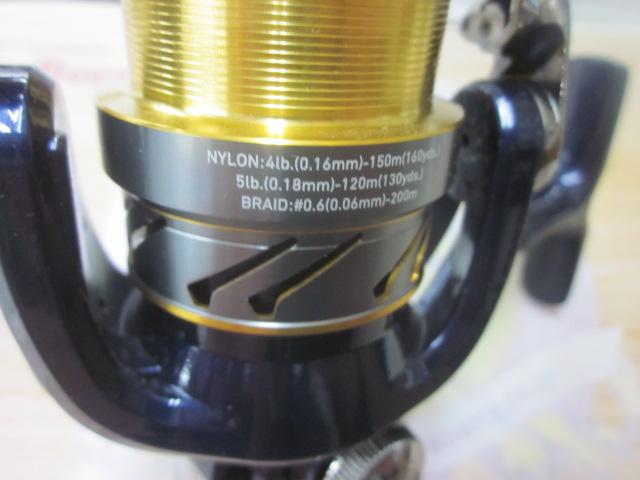 NYLON:4lb.(0.16mm)-150m(160yds.)
5lb.(0.18mm)-120m(130yds.)
BRAID:#0.6(0.06mm)-200m